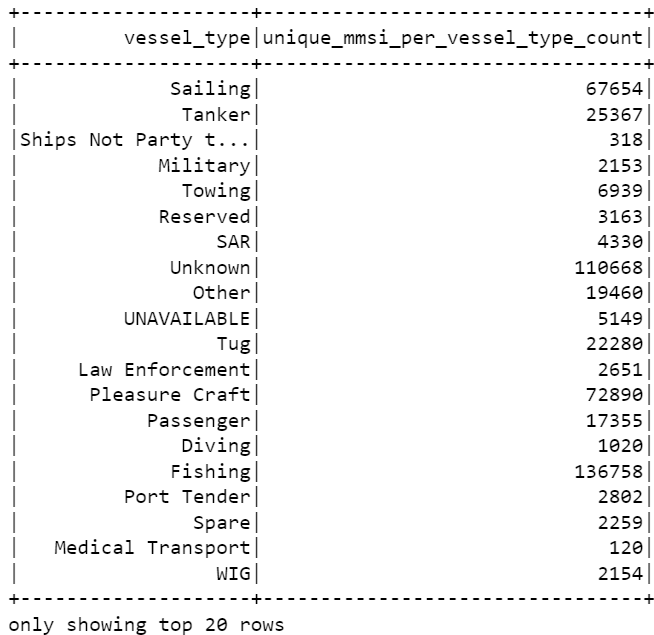 +--------------------+----------------------------------+
|         vessel_type|unique_mmsi_per_vessel_type_count|
+--------------------+----------------------------------+
|             Sailing|                             67654|
|              Tanker|                             25367|
|Ships Not Party t...|                               318|
|            Military|                              2153|
|              Towing|                              6939|
|            Reserved|                              3163|
|                 SAR|                              4330|
|             Unknown|                            110668|
|               Other|                             19460|
|         UNAVAILABLE|                              5149|
|                 Tug|                             22280|
|     Law Enforcement|                              2651|
|      Pleasure Craft|                             72890|
|           Passenger|                             17355|
|              Diving|                              1020|
|             Fishing|                            136758|
|         Port Tender|                              2802|
|               Spare|                              2259|
|   Medical Transport|                               120|
|                 WIG|                              2154|
+--------------------+----------------------------------+
only showing top 20 rows